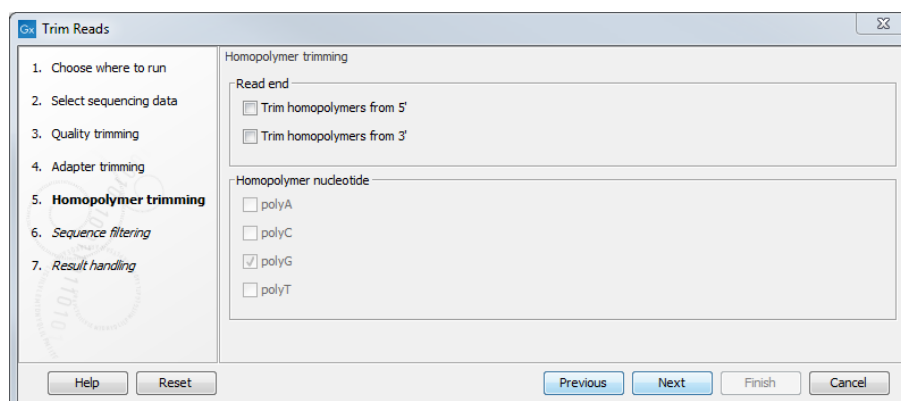 Gx Trim Reads
1. Choose where to run
2. Select sequencing data
3. Quality trimming
4. Adapter trimming
5. Homopolymer trimming
6. Sequence filtering
7. Result handling
Homopolymer trimming
Read end
Trim homopolymers from 5'
Trim homopolymers from 3'
Homopolymer nucleotide
polyA
polyC
polyG
polyT
Help Reset Previous Next Finish Cancel